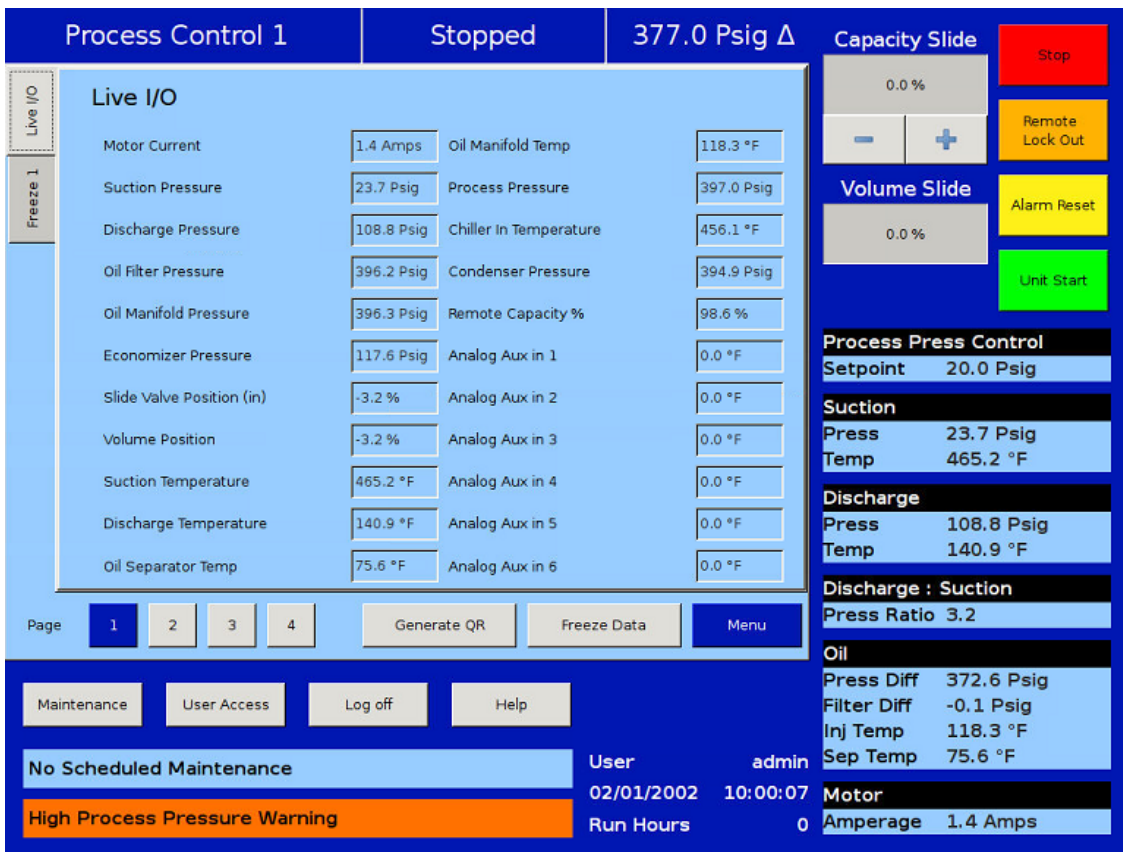 Process Control 1
Stopped
377.0 Psig Δ
Live I/O
Freeze 1
Live I/O
Motor Current 1.4 Amps Oil Manifold Temp 118.3 °F
Suction Pressure 23.7 Psig Process Pressure 397.0 Psig
Discharge Pressure 108.8 Psig Chiller In Temperature 456.1 °F
Oil Filter Pressure 396.2 Psig Condenser Pressure 394.9 Psig
Oil Manifold Pressure 396.3 Psig Remote Capacity % 98.6 %
Economizer Pressure 117.6 Psig Analog Aux in 1 0.0 °F
Slide Valve Position (in) -3.2 % Analog Aux in 2 0.0 °F
Volume Position -3.2 % Analog Aux in 3 0.0 °F
Suction Temperature 465.2 °F Analog Aux in 4 0.0 °F
Discharge Temperature 140.9 °F Analog Aux in 5 0.0 °F
Oil Separator Temp 75.6 °F Analog Aux in 6 0.0 °F
Page 1 2 3 4 Generate QR Freeze Data Menu
Maintenance User Access Log off Help
No Scheduled Maintenance
High Process Pressure Warning
User admin
02/01/2002 10:00:07
Run Hours 0
Capacity Slide
0.0 %
Volume Slide
0.0 %
Stop
Remote
Lock Out
Alarm Reset
Unit Start
Process Press Control
Setpoint 20.0 Psig
Suction
Press 23.7 Psig
Temp 465.2 °F
Discharge
Press 108.8 Psig
Temp 140.9 °F
Discharge : Suction
Press Ratio 3.2
Oil
Press Diff 372.6 Psig
Filter Diff -0.1 Psig
Inj Temp 118.3 °F
Sep Temp 75.6 °F
Motor
Amperage 1.4 Amps